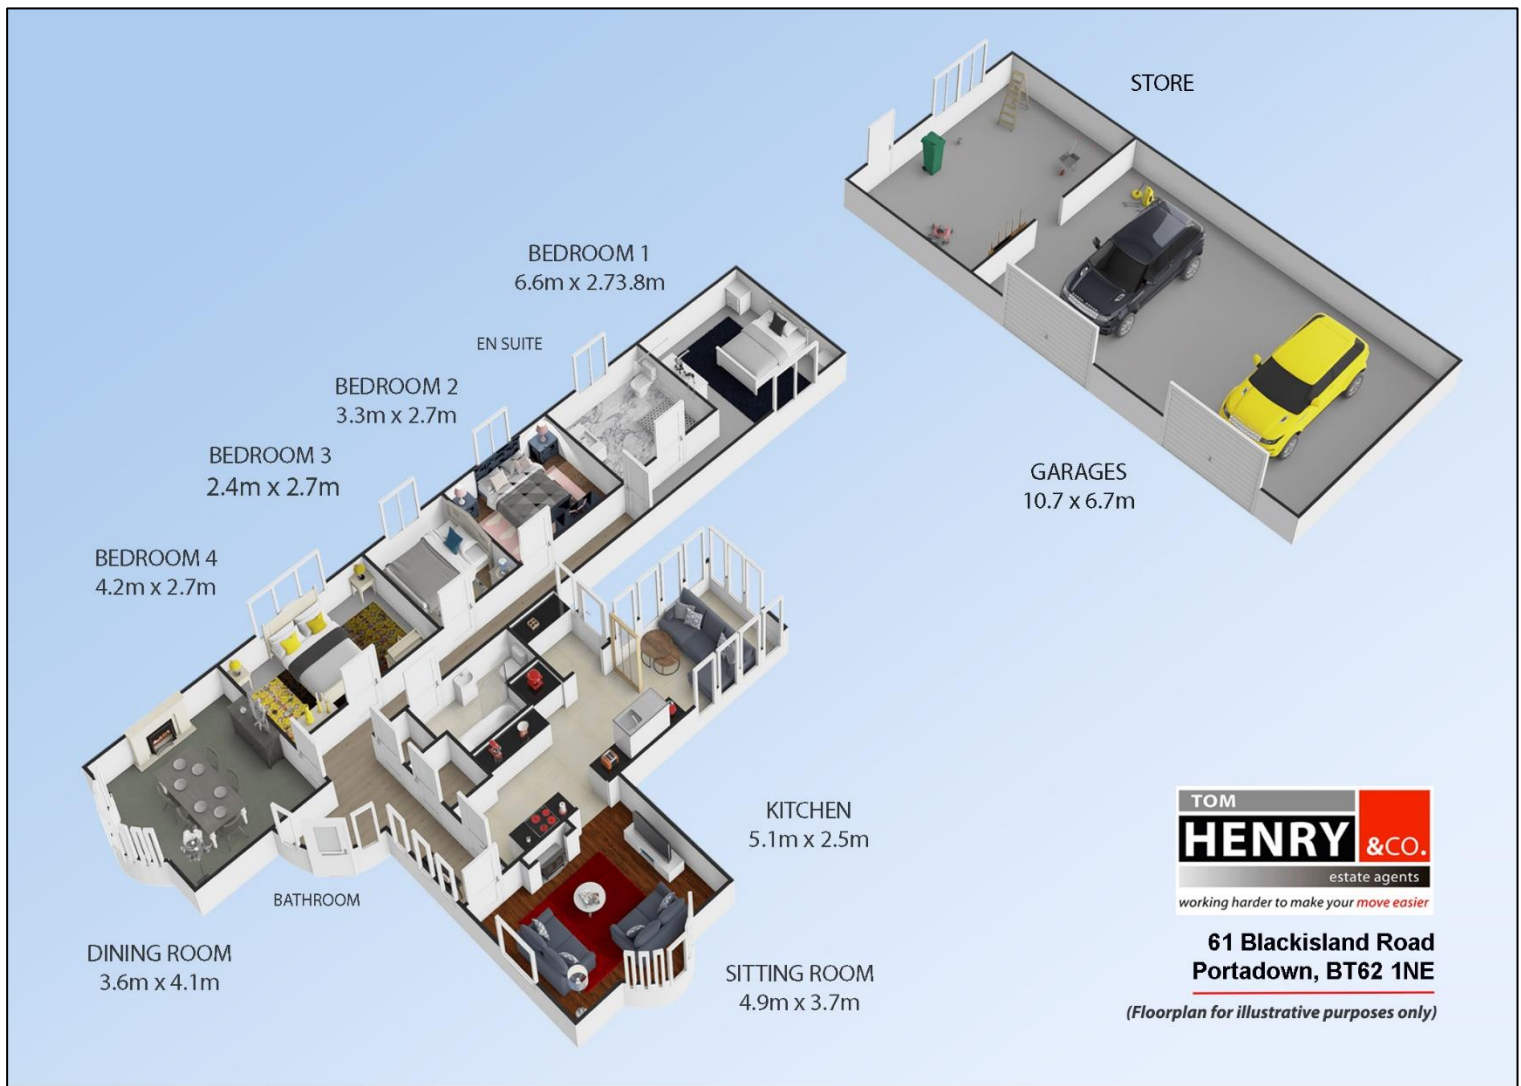 STORE
BEDROOM 1
6.6m x 2.73.8m
EN SUITE
BEDROOM 2
3.3m x 2.7m
BEDROOM 3
2.4m x 2.7m
GARAGES
10.7 x 6.7m
BEDROOM 4
4.2m x 2.7m
KITCHEN
5.1m x 2.5m
BATHROOM
DINING ROOM
3.6m x 4.1m
SITTING ROOM
4.9m x 3.7m
TOM
HENRY &CO.
estate agents
working harder to make your move easier
61 Blackisland Road
Portadown, BT62 1NE
(Floorplan for illustrative purposes only)